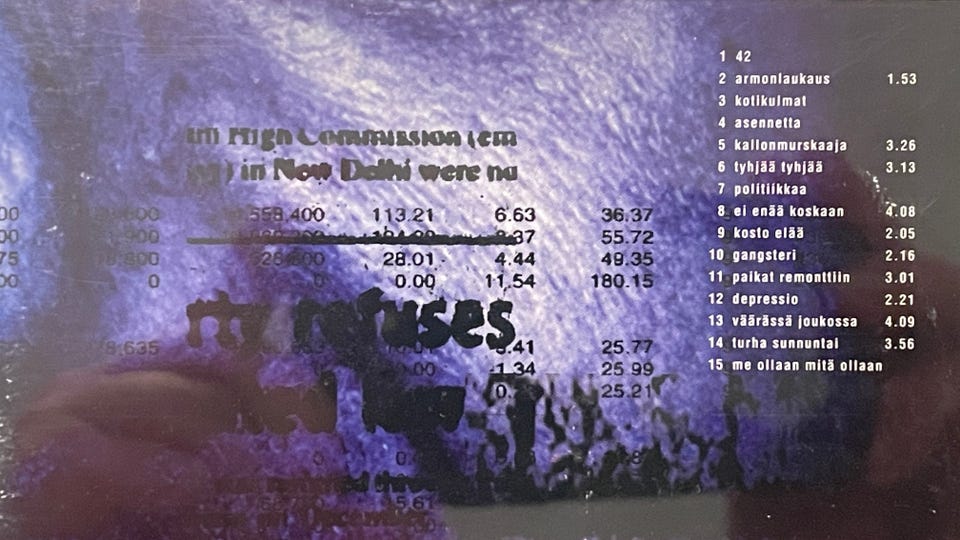 1 42
2 armonlaukaus 1.53
3 kotikulmat
4 asennetta
5 kallonmurskaaja 3.26
6 tyhjää tyhjää 3.13
7 politiikkaa
8 ei enää koskaan 4.08
9 kosto elää 2.05
10 gangsteri 2.16
11 paikat remonttiin 3.01
12 depressio 2.21
13 väärässä joukossa 4.09
14 turha sunnuntai 3.56
15 me ollaan mitä ollaan
High Commission
in New Delhi were
558.400 113.21 6.63 36.37
55.72
28.01 4.44 49.35
0 0.00 11.54 180.15
refuses
25.77
25.99
25.21